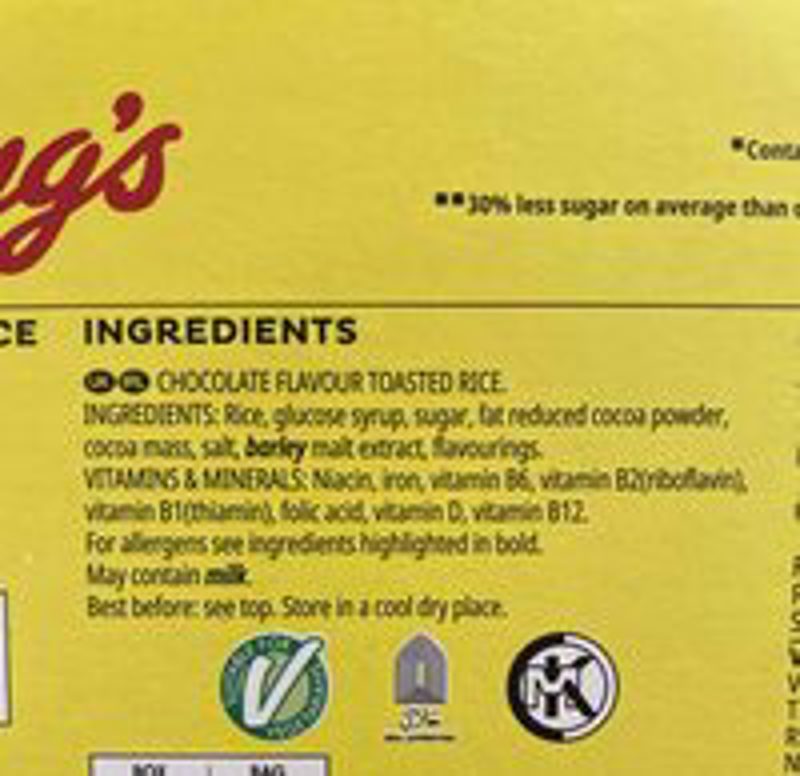 g's
*Conta
**30% less sugar on average than o
CE
INGREDIENTS
UK IRL CHOCOLATE FLAVOUR TOASTED RICE.
INGREDIENTS: Rice, glucose syrup, sugar, fat reduced cocoa powder,
cocoa mass, salt, barley malt extract, flavourings.
VITAMINS & MINERALS: Niacin, iron, vitamin B6, vitamin B2(riboflavin),
vitamin B1(thiamin), folic acid, vitamin D, vitamin B12.
For allergens see ingredients highlighted in bold.
May contain milk.
Best before: see top. Store in a cool dry place.
V
MK
BOX
BAG